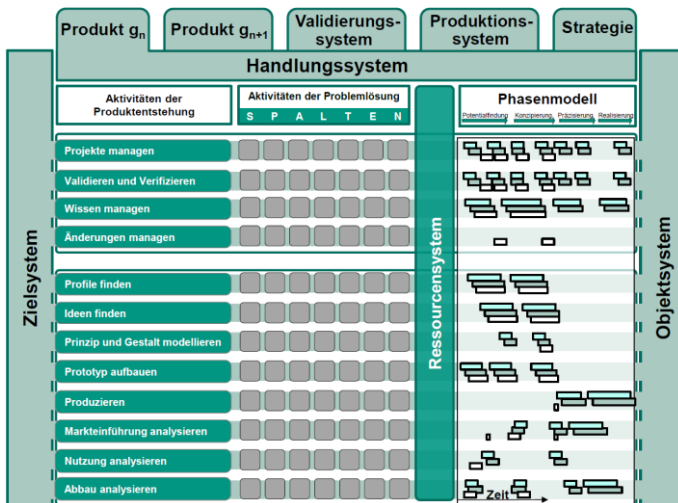 Produkt gn
Produkt gn+1
Validierungs-
system
Produktions-
system
Strategie
Handlungssystem
Zielsystem
Aktivitäten der
Produktentstehung
Aktivitäten der Problemlösung
S P A L T E N
Ressourcensystem
Phasenmodell
Potentialfindung Konzipierung Präzisierung Realisierung
Objektsystem
Projekte managen
Validieren und Verifizieren
Wissen managen
Änderungen managen
Profile finden
Ideen finden
Prinzip und Gestalt modellieren
Prototyp aufbauen
Produzieren
Markteinführung analysieren
Nutzung analysieren
Abbau analysieren
Zeit